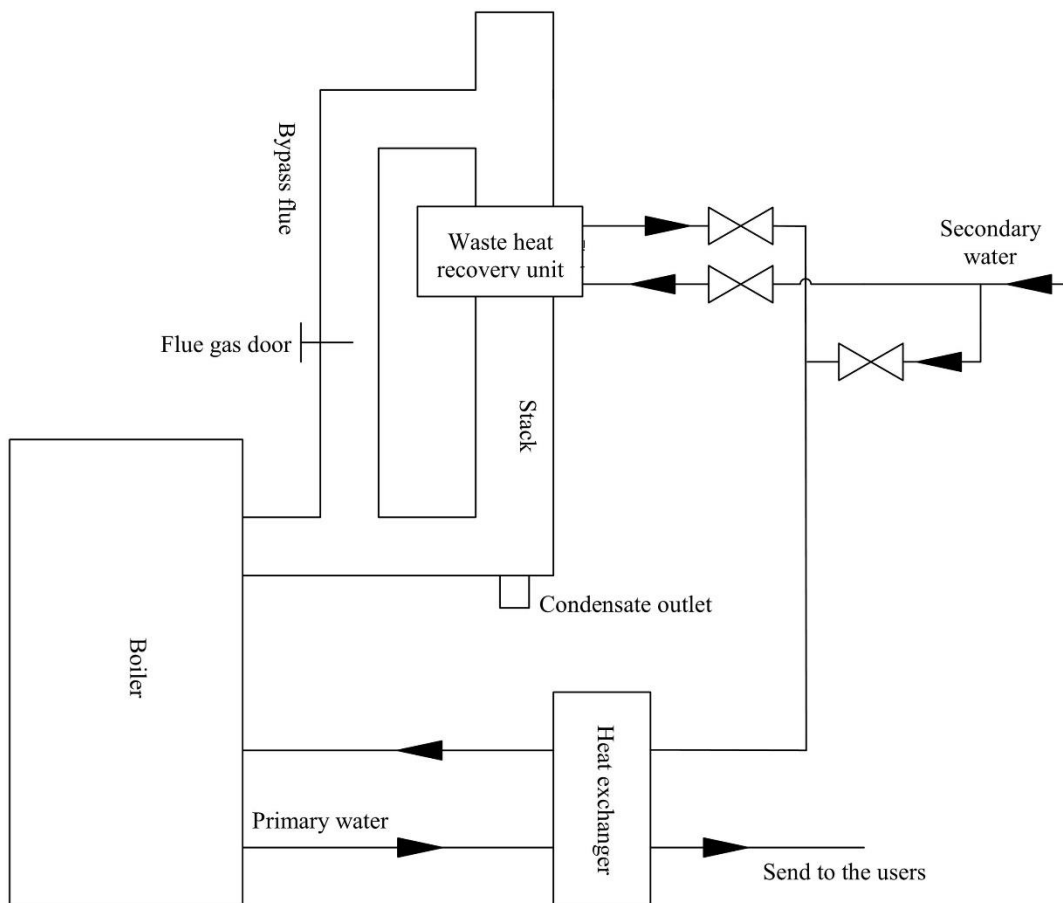 Bypass flue
Waste heat
recovery unit
Secondary
water
Flue gas door
Stack
Condensate outlet
Boiler
Heat exchanger
Primary water
Send to the users